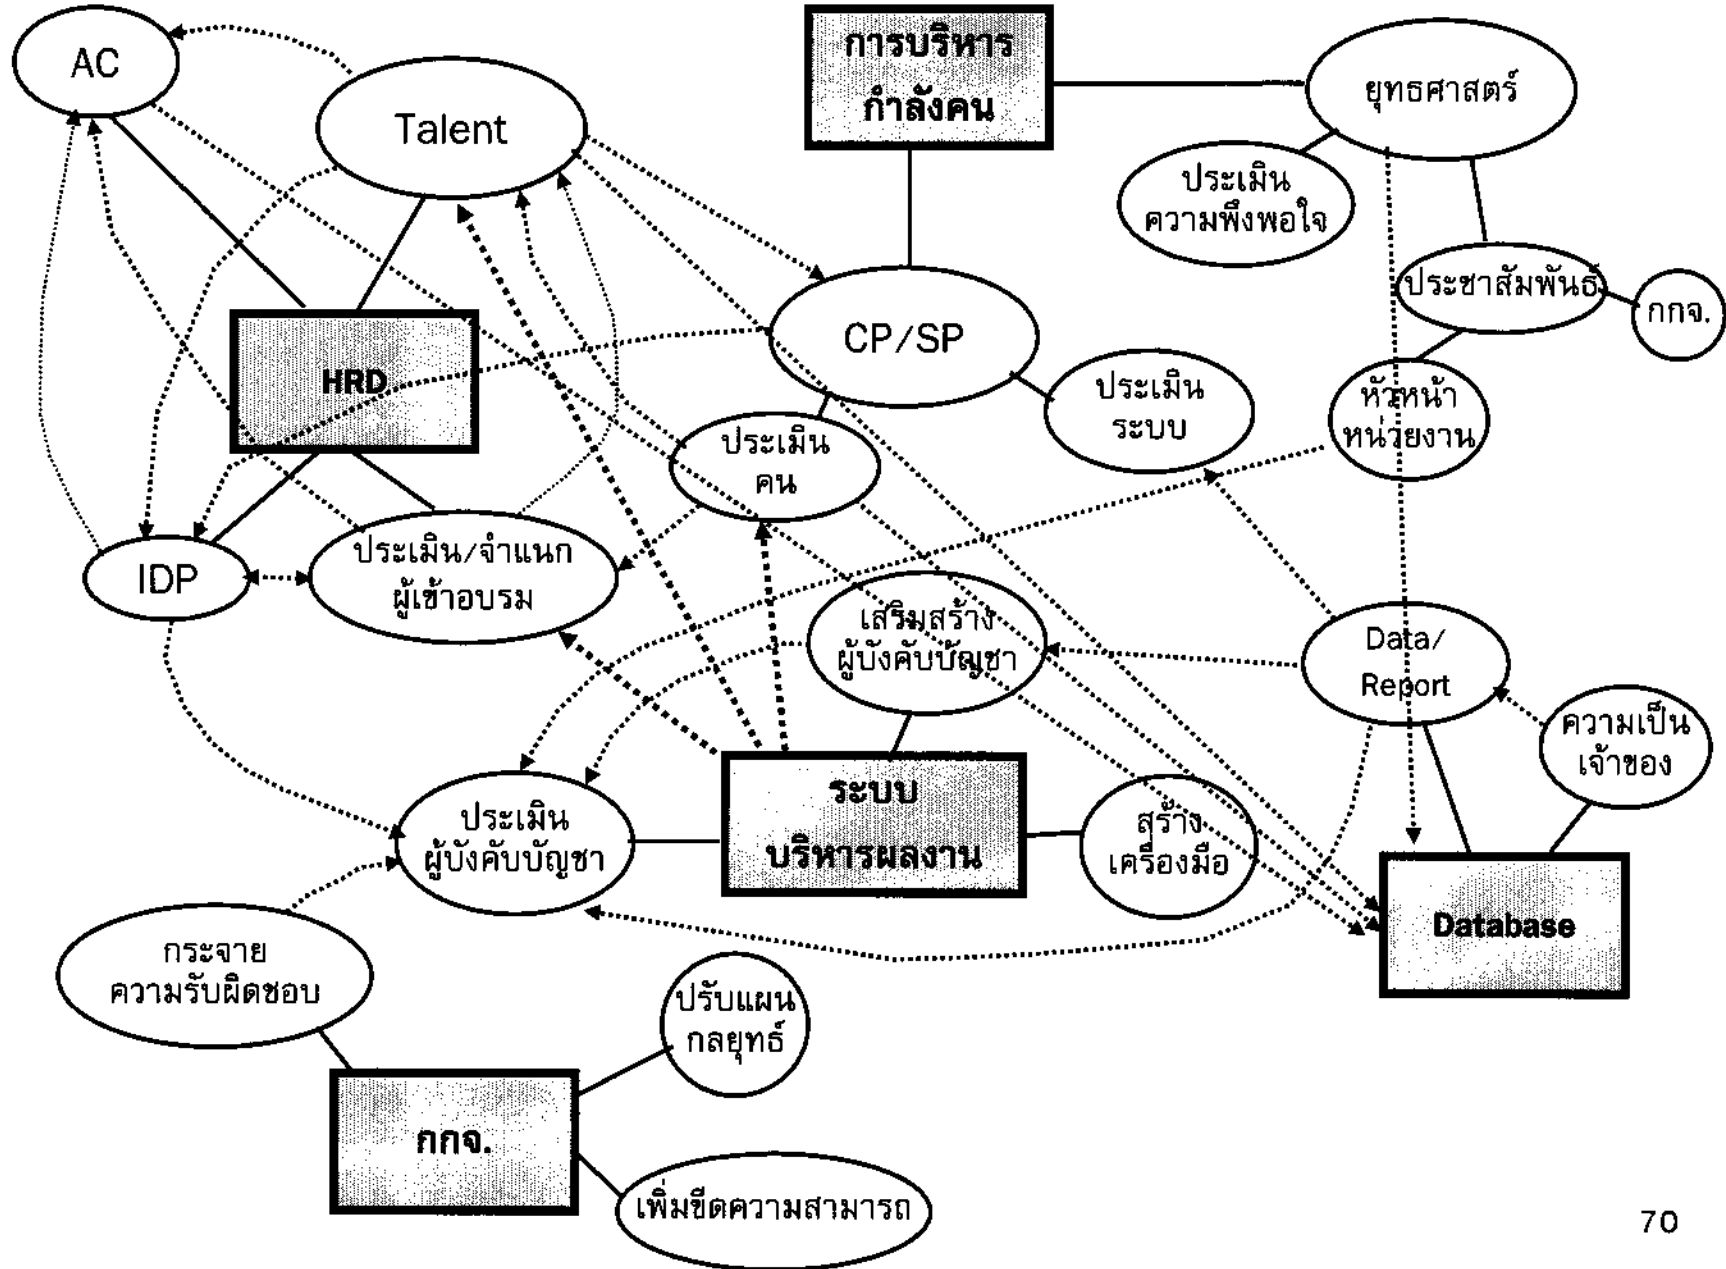 AC
Talent
การบริหาร
กำลังคน
ยุทธศาสตร์
ประเมิน
ความพึงพอใจ
ประชาสัมพันธ์
กกจ.
HRD
CP/SP
ประเมิน
ระบบ
หัวหน้า
หน่วยงาน
ประเมิน
คน
IDP
ประเมิน/จำแนก
ผู้เข้าอบรม
เสริมสร้าง
ผู้บังคับบัญชา
Data/
Report
ความเป็น
เจ้าของ
ประเมิน
ผู้บังคับบัญชา
ระบบ
บริหารผลงาน
สร้าง
เครื่องมือ
Database
กระจาย
ความรับผิดชอบ
ปรับแผน
กลยุทธ์
กกจ.
เพิ่มขีดความสามารถ
70